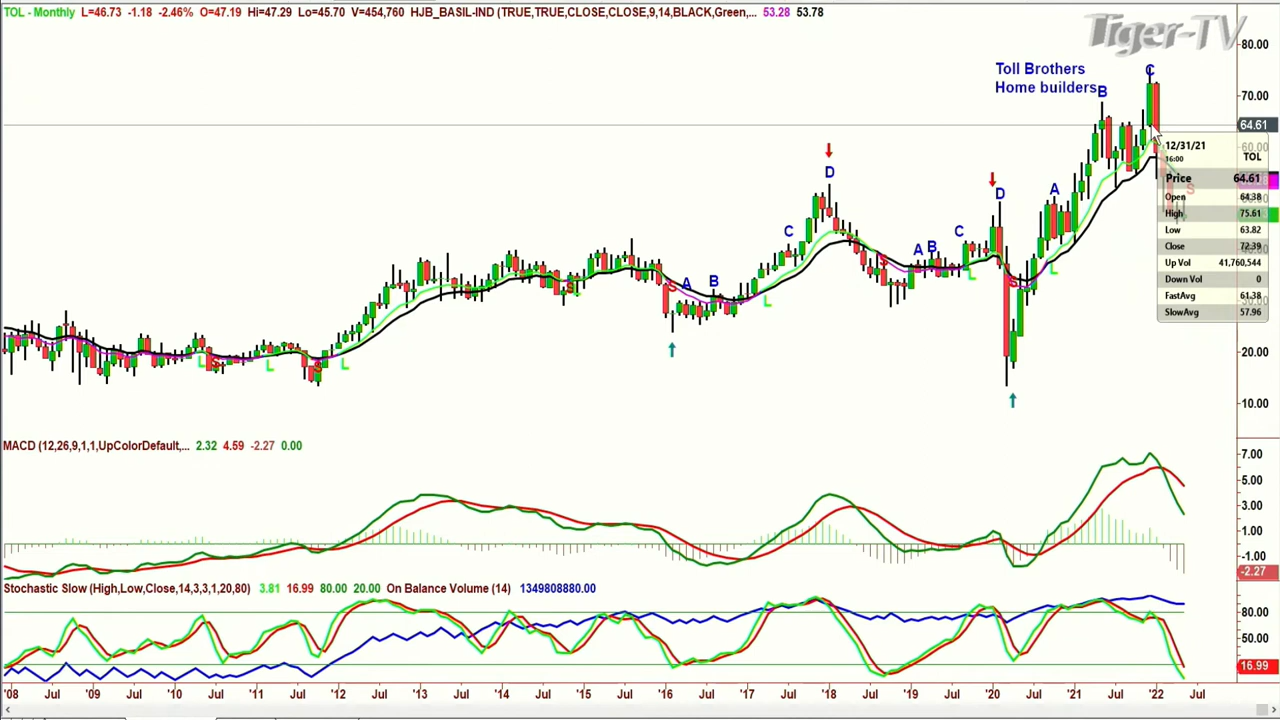 TOL - Monthly L=46.73 -1.18 -2.46% O=47.19 Hi=47.29 Lo=45.70 V=454,760 HJB_BASIL-IND (TRUE,TRUE,CLOSE,CLOSE,9,14,BLACK,Green,... 53.28 53.78
Tiger-TV
80.00
Toll Brothers
Home builders
B
C
70.00
64.61
60.00
12/31/21
16:00
TOL
Price 64.61
Open 64.38
High 75.61
Low 63.82
Close 72.39
Up Vol 41,760,544
Down Vol 0
FastAvg 61.38
SlowAvg 57.96
S
D
D
A
C
A B
C
S
L
S
S A
B
L
S
L
S
L
L
S
L
S
L
L
20.00
10.00
MACD (12,26,9,1,1,UpColorDefault,... 2.32 4.59 -2.27 0.00
7.00
5.00
3.00
1.00
-1.00
-2.27
Stochastic Slow (High,Low,Close,14,3,3,1,20,80) 3.81 16.99 80.00 20.00 On Balance Volume (14) 1349808880.00
80.00
50.00
16.99
'08 Jul '09 Jul '10 Jul '11 Jul '12 Jul '13 Jul '14 Jul '15 Jul '16 Jul '17 Jul '18 Jul '19 Jul '20 Jul '21 Jul '22 Jul